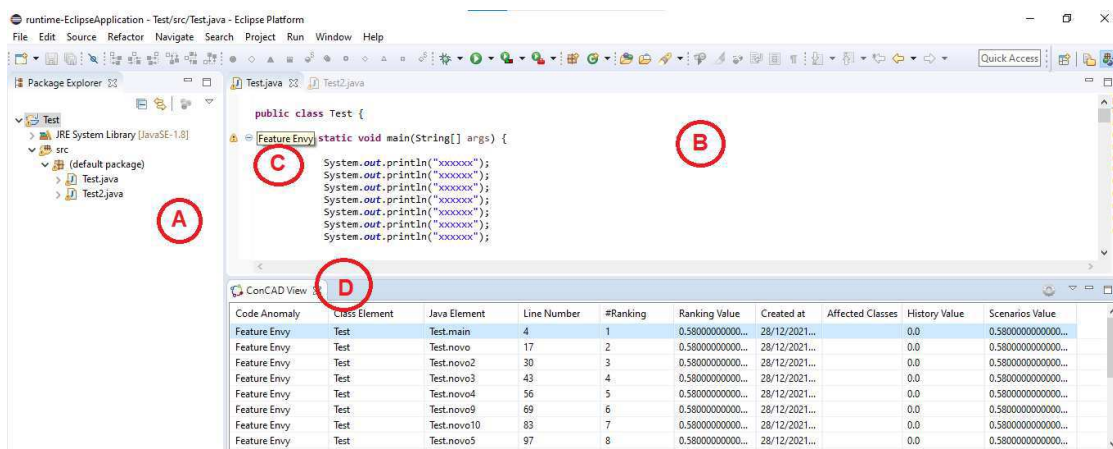 runtime-EclipseApplication - Test/src/Test.java - Eclipse Platform
File Edit Source Refactor Navigate Search Project Run Window Help
Quick Access
Package Explorer
Test
JRE System Library [JavaSE-1.8]
src
(default package)
Test.java
Test2.java
A
Test.java Test2.java
public class Test {
Feature Envy static void main(String[] args) {
B
C
System.out.println("xxxxxx");
System.out.println("xxxxxx");
System.out.println("xxxxxx");
System.out.println("xxxxxx");
System.out.println("xxxxxx");
System.out.println("xxxxxx");
System.out.println("xxxxxx");
D
ConCAD View
Code Anomaly Class Element Java Element Line Number #Ranking Ranking Value Created at Affected Classes History Value Scenarios Value
Feature Envy Test Test.main 4 1 0.58000000000... 28/12/2021... 0.0 0.5800000000000...
Feature Envy Test Test.novo 17 2 0.58000000000... 28/12/2021... 0.0 0.5800000000000...
Feature Envy Test Test.novo2 30 3 0.58000000000... 28/12/2021... 0.0 0.5800000000000...
Feature Envy Test Test.novo3 43 4 0.58000000000... 28/12/2021... 0.0 0.5800000000000...
Feature Envy Test Test.novo4 56 5 0.58000000000... 28/12/2021... 0.0 0.5800000000000...
Feature Envy Test Test.novo9 69 6 0.58000000000... 28/12/2021... 0.0 0.5800000000000...
Feature Envy Test Test.novo10 83 7 0.58000000000... 28/12/2021... 0.0 0.5800000000000...
Feature Envy Test Test.novo5 97 8 0.58000000000... 28/12/2021... 0.0 0.5800000000000...